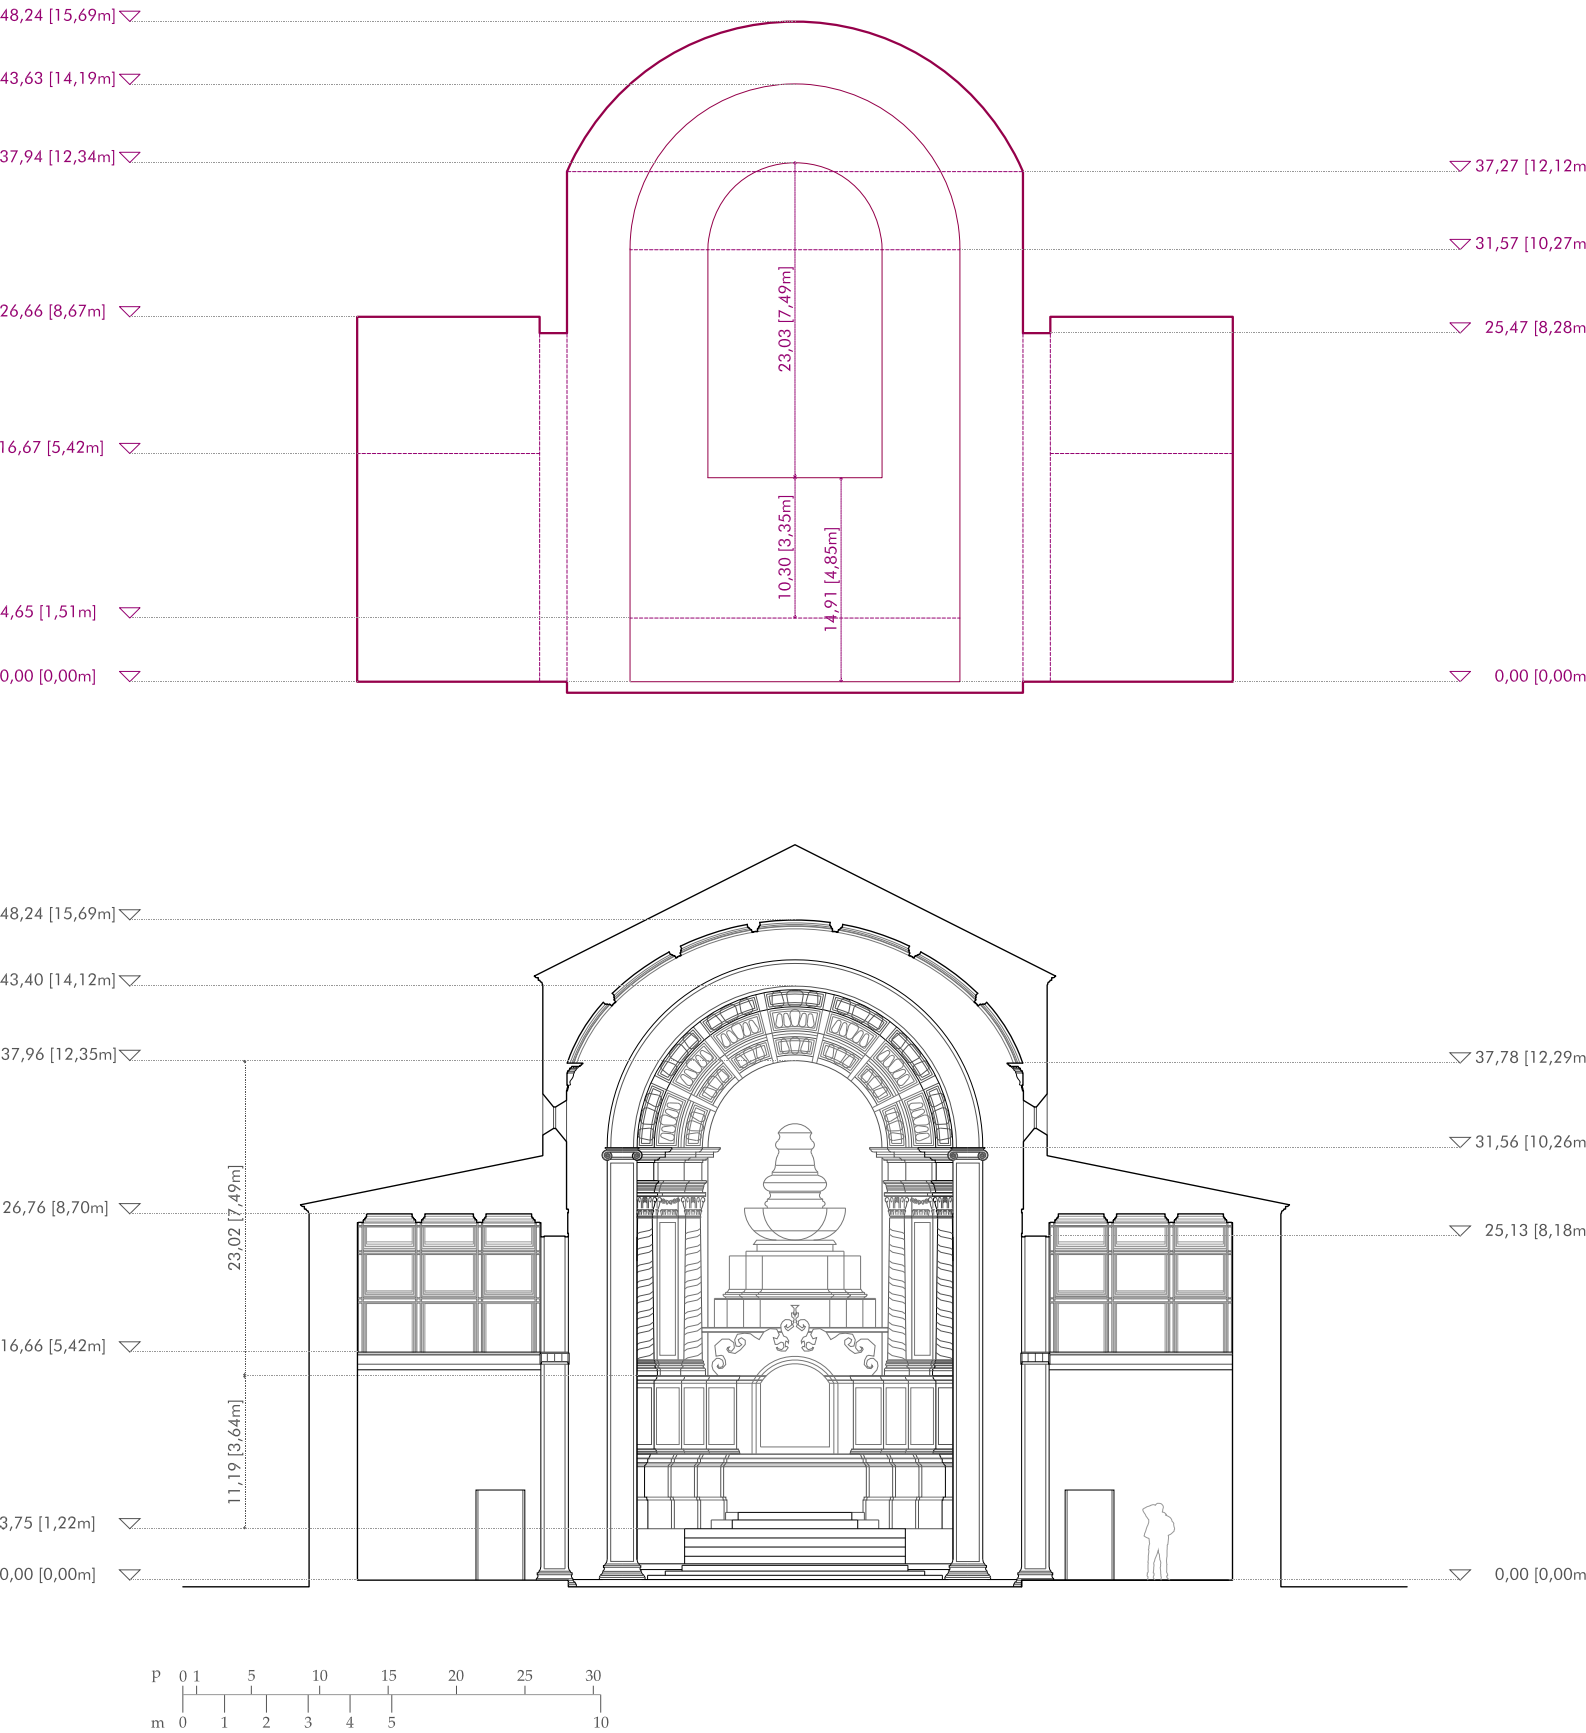 48,24 [15,69m]
43,63 [14,19m]
37,94 [12,34m]
37,27 [12,12m
31,57 [10,27m
23,03 [7,49m]
26,66 [8,67m]
25,47 [8,28m
16,67 [5,42m]
10,30 [3,35m]
14,91 [4,85m]
4,65 [1,51m]
0,00 [0,00m]
0,00 [0,00m
48,24 [15,69m]
43,40 [14,12m]
37,96 [12,35m]
37,78 [12,29m
31,56 [10,26m
23,02 [7,49m]
26,76 [8,70m]
25,13 [8,18m
16,66 [5,42m]
11,19 [3,64m]
3,75 [1,22m]
0,00 [0,00m]
0,00 [0,00m
P 0 1 5 10 15 20 25 30
m 0 1 2 3 4 5 10